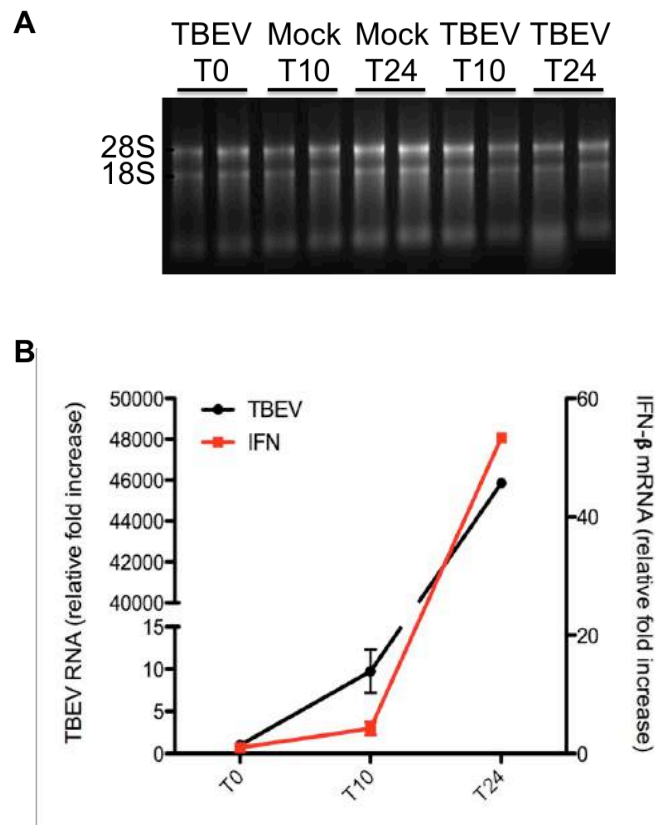 A
TBEV Mock Mock TBEV TBEV
T0 T10 T24 T10 T24
28S
18S
B
50000
48000
46000
44000
42000
40000
15
10
5
0
TBEV RNA (relative fold increase)
TBEV
IFN
60
40
20
0
IFN-β mRNA (relative fold increase)
T0 T10 T24